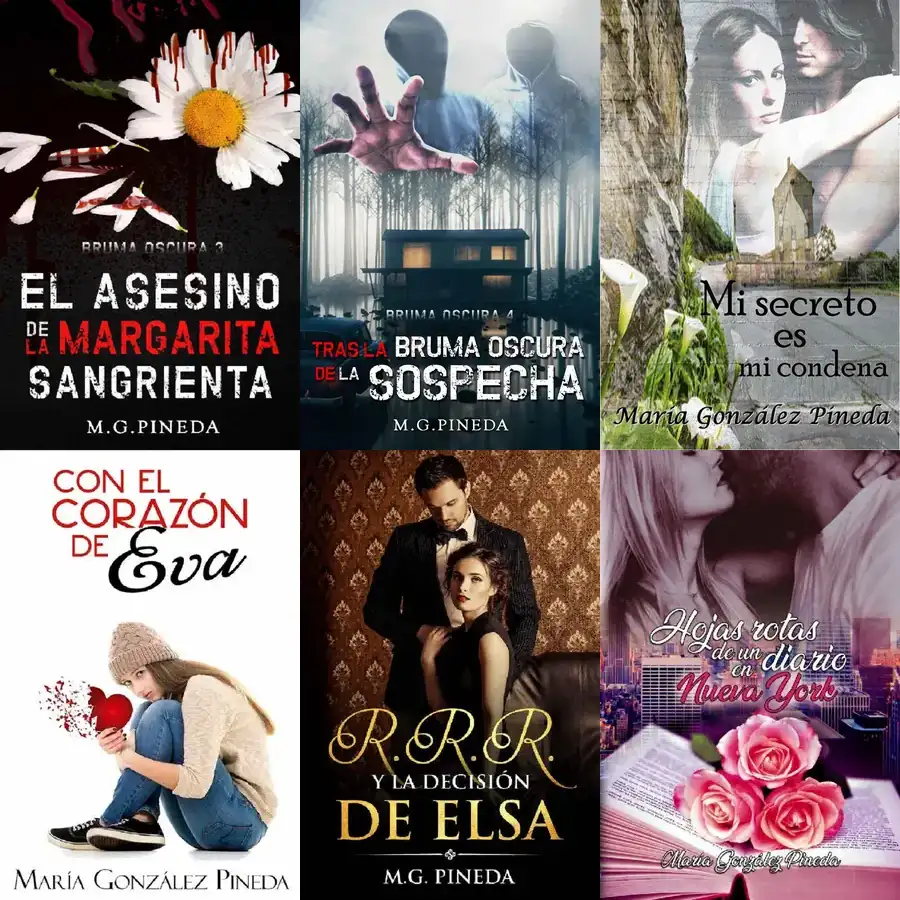 BRUMA OSCURA 3
EL ASESINO
DE LA MARGARITA
SANGRIENTA
M.G.PINEDA
BRUMA OSCURA 4
TRAS LA BRUMA OSCURA
DE LA SOSPECHA
M.G.PINEDA
Mi secreto
es
mi condena
María González Pineda
CON EL
CORAZÓN
DE Eva
MARÍA GONZÁLEZ PINEDA
R.R.R.
Y LA DECISIÓN
DE ELSA
M.G. PINEDA
Hojas rotas
de un diario
en
Nueva York
María González Pineda